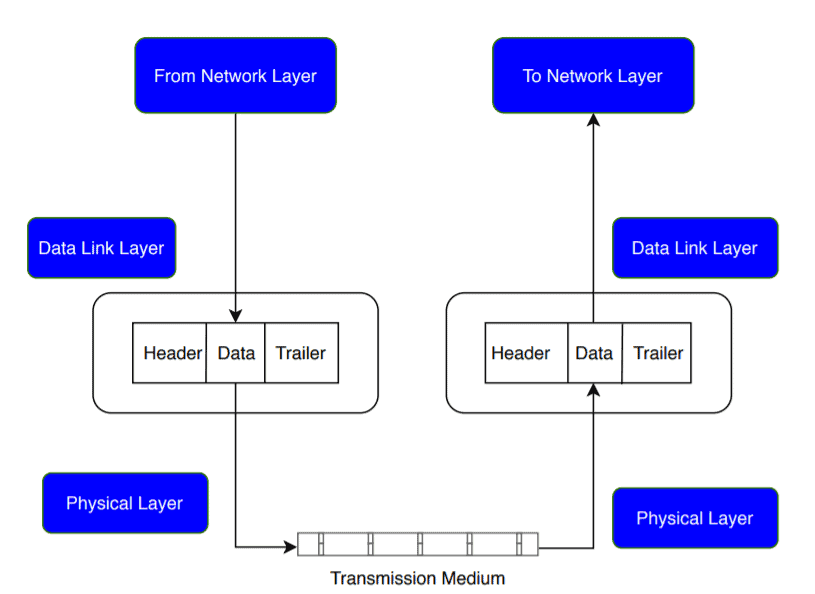 From Network Layer
To Network Layer
Data Link Layer
Data Link Layer
Header Data Trailer
Header Data Trailer
Physical Layer
Physical Layer
Transmission Medium